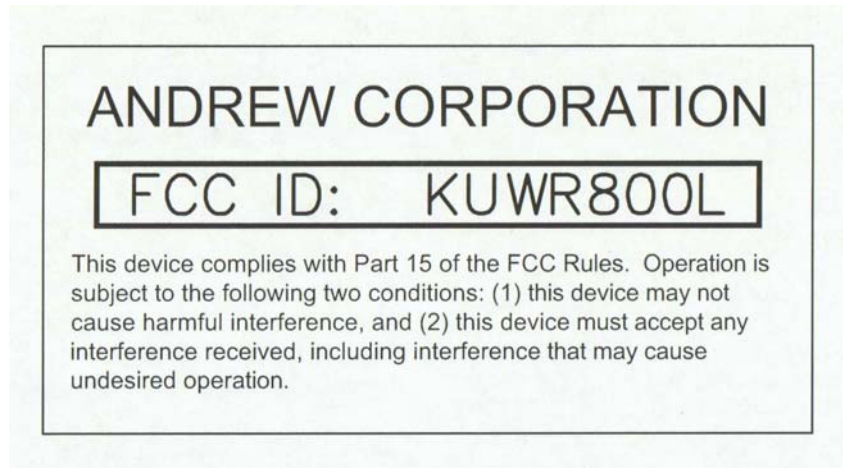 ANDREW CORPORATION
FCC ID: KUWR800L
This device complies with Part 15 of the FCC Rules. Operation is
subject to the following two conditions: (1) this device may not
cause harmful interference, and (2) this device must accept any
interference received, including interference that may cause
undesired operation.